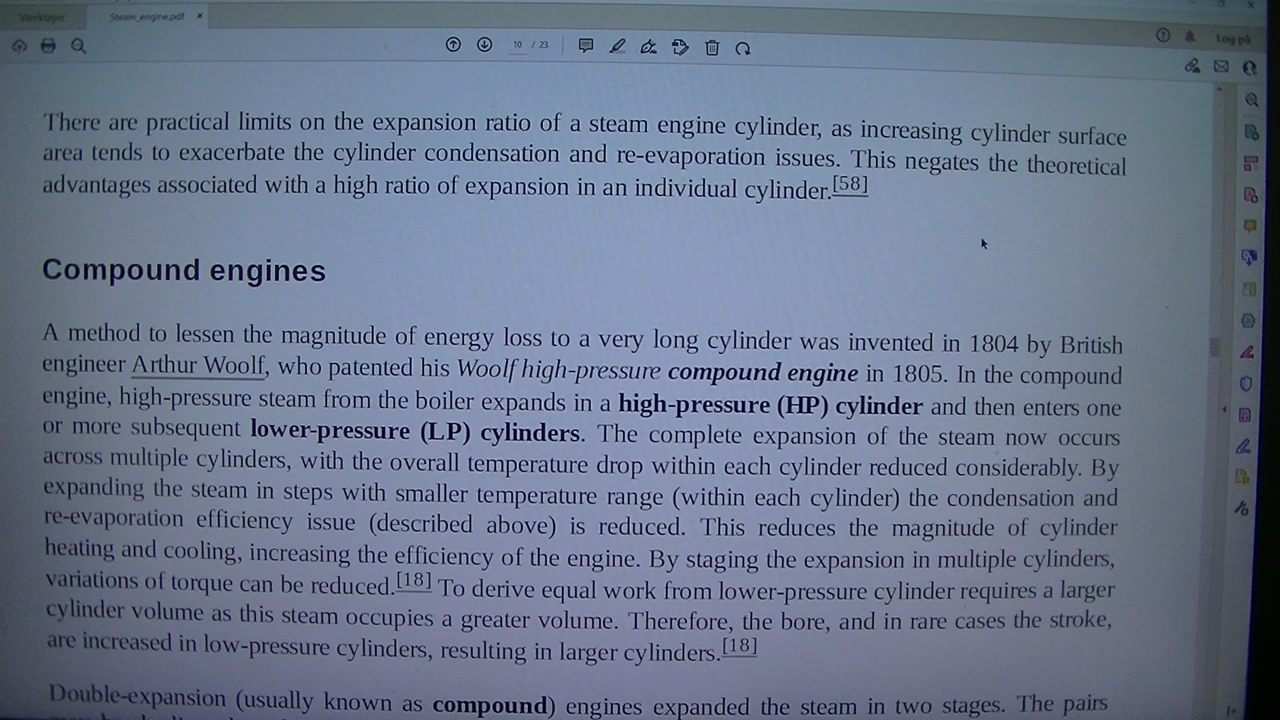 Værktøjer
Steam_engine.pdf ×
10 / 23
Log på
There are practical limits on the expansion ratio of a steam engine cylinder, as increasing cylinder surface
area tends to exacerbate the cylinder condensation and re-evaporation issues. This negates the theoretical
advantages associated with a high ratio of expansion in an individual cylinder.[58]
Compound engines
A method to lessen the magnitude of energy loss to a very long cylinder was invented in 1804 by British
engineer Arthur Woolf, who patented his Woolf high-pressure compound engine in 1805. In the compound
engine, high-pressure steam from the boiler expands in a high-pressure (HP) cylinder and then enters one
or more subsequent lower-pressure (LP) cylinders. The complete expansion of the steam now occurs
across multiple cylinders, with the overall temperature drop within each cylinder reduced considerably. By
expanding the steam in steps with smaller temperature range (within each cylinder) the condensation and
re-evaporation efficiency issue (described above) is reduced. This reduces the magnitude of cylinder
heating and cooling, increasing the efficiency of the engine. By staging the expansion in multiple cylinders,
variations of torque can be reduced.[18] To derive equal work from lower-pressure cylinder requires a larger
cylinder volume as this steam occupies a greater volume. Therefore, the bore, and in rare cases the stroke,
are increased in low-pressure cylinders, resulting in larger cylinders.[18]
Double-expansion (usually known as compound) engines expanded the steam in two stages. The pairs